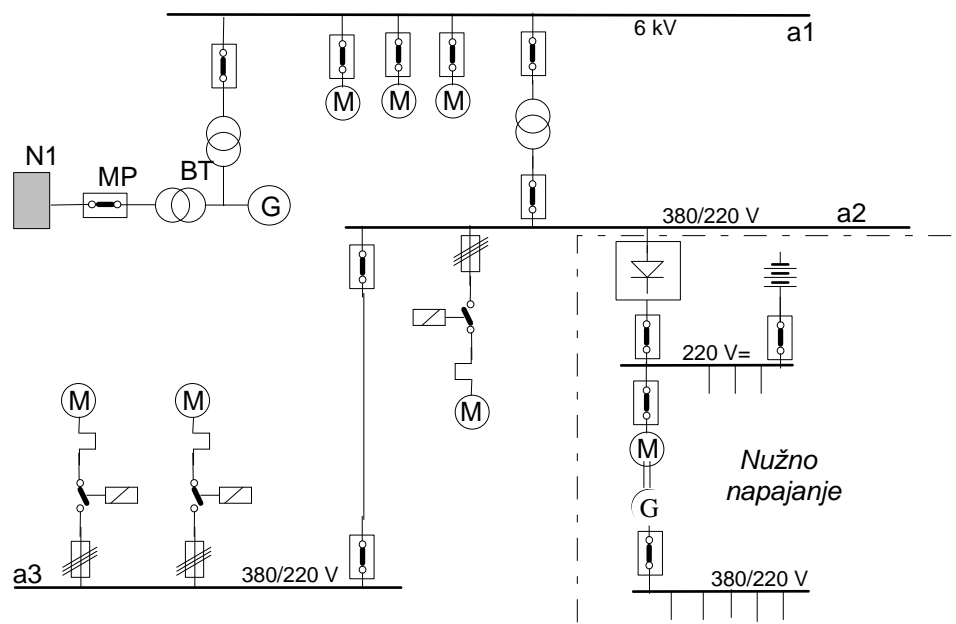 6 kV
a1
M
M
M
N1
MP
BT
G
380/220 V
a2
220 V=
M
M
M
M
Nužno
napajanje
G
a3
380/220 V
380/220 V